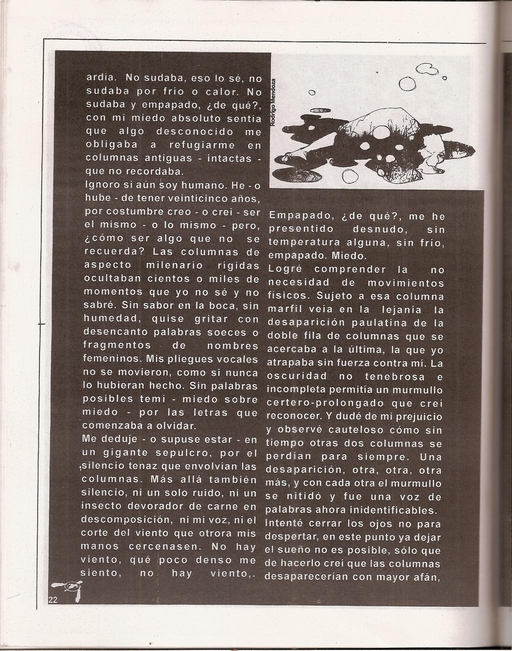 ardía. No sudaba, eso lo sé, no
sudaba por frio o calor. No
sudaba y empapado, ¿de qué?,
con mi miedo absoluto sentia
que algo desconocido me
obligaba a refugiarme en
columnas antiguas - intactas -
que no recordaba.
Ignoro si aún soy humano. He - o
hube - de tener veinticinco años,
por costumbre creo - o crei - ser
el mismo - o lo mismo - pero,
¿cómo ser algo que no se
recuerda? Las columnas de
aspecto milenario rigidas
ocultaban cientos o miles de
momentos que yo no sé y no
sabré. Sin sabor en la boca, sin
humedad, quise gritar con
desencanto palabras soeces o
fragmentos de nombres
femeninos. Mis pliegues vocales
no se movieron, como si nunca
lo hubieran hecho. Sin palabras
posibles temi - miedo sobre
miedo - por las letras que
comenzaba a olvidar.
Me deduje - o supuse estar - en
un gigante sepulcro, por el
silencio tenaz que envolvian las
columnas. Más allá también
silencio, ni un solo ruido, ni un
insecto devorador de carne en
descomposición, ni mi voz, ni el
corte del viento que otrora mis
manos cercenasen. No hay
viento, qué poco denso me
siento, no hay viento,.
Rodrigo Mendoza
Empapado, ¿de qué?, me he
presentido desnudo, sin
temperatura alguna, sin frío,
empapado. Miedo.
Logré comprender la no
necesidad de movimientos
fisicos. Sujeto a esa columna
marfil veia en la lejanía la
desaparición paulatina de la
doble fila de columnas que se
acercaba a la última, la que yo
atrapaba sin fuerza contra mi. La
oscuridad no tenebrosa e
incompleta permitia un murmullo
certero-prolongado que crei
reconocer. Y dudé de mi prejuicio
y observé cauteloso cómo sin
tiempo otras dos columnas se
perdian para siempre. Una
desaparición, otra, otra, otra
más, y con cada otra el murmullo
se nitidó y fue una voz de
palabras ahora inidentificables.
Intenté cerrar los ojos no para
despertar, en este punto ya dejar
el sueño no es posible, sólo que
de hacerlo crei que las columnas
desaparecerian con mayor afán,
22